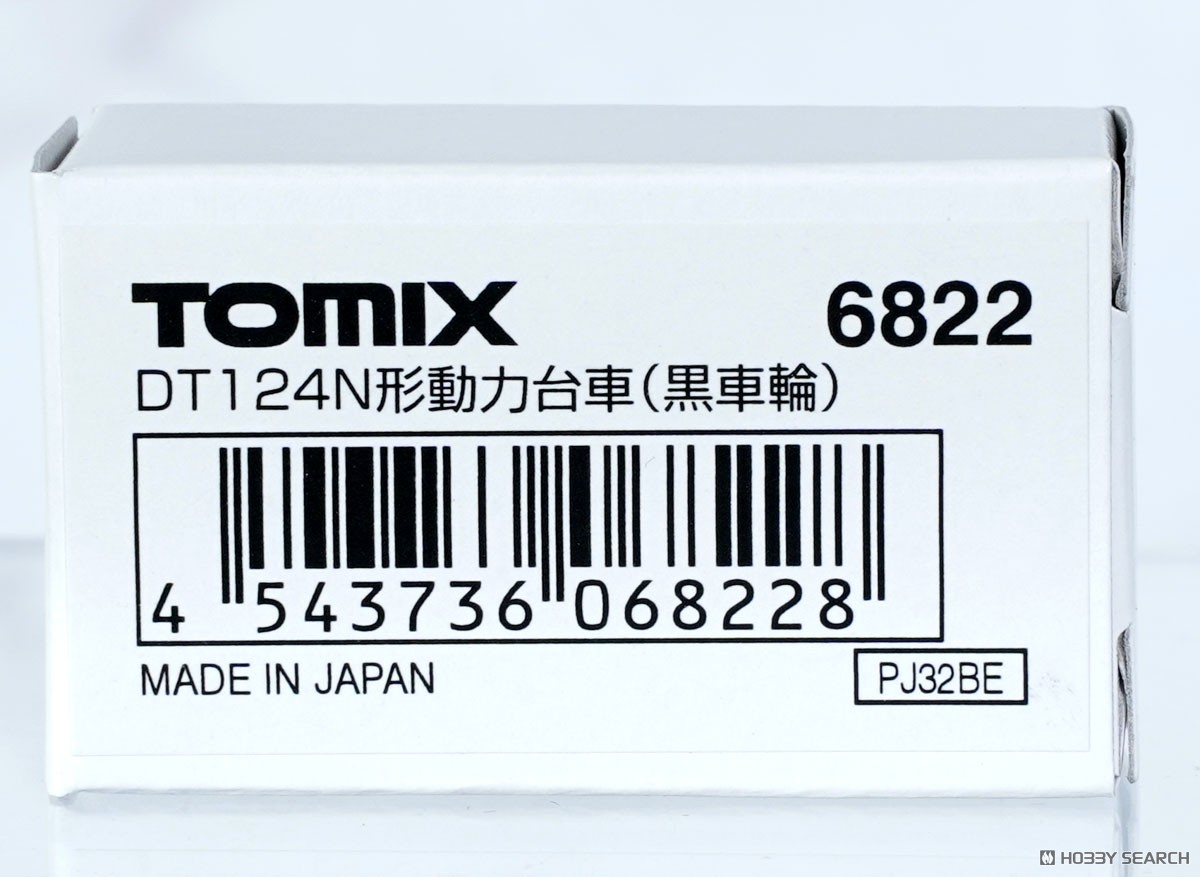 TOMIX 6822
DT124N形動力台車(黒車輪)
4 543736 068228
MADE IN JAPAN PJ32BE
HOBBY SEARCH